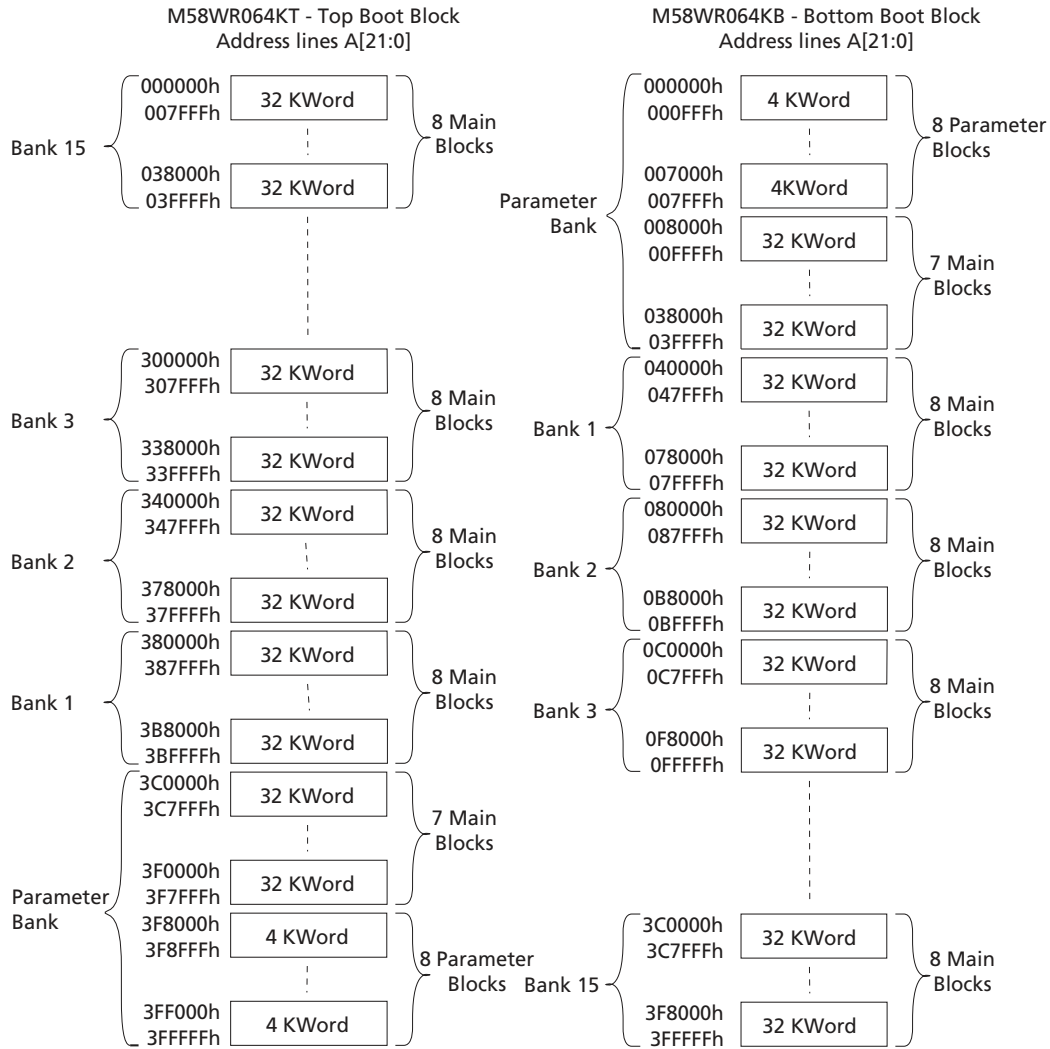 M58WR064KT - Top Boot Block
Address lines A[21:0]
000000h
007FFFh
32 KWord
Bank 15
8 Main
Blocks
038000h
03FFFFh
32 KWord
300000h
307FFFh
32 KWord
Bank 3
8 Main
Blocks
338000h
33FFFFh
32 KWord
340000h
347FFFh
32 KWord
Bank 2
8 Main
Blocks
378000h
37FFFFh
32 KWord
380000h
387FFFh
32 KWord
Bank 1
8 Main
Blocks
3B8000h
3BFFFFh
32 KWord
3C0000h
3C7FFFh
32 KWord
7 Main
Blocks
3F0000h
3F7FFFh
32 KWord
Parameter
Bank
3F8000h
3F8FFFh
4 KWord
8 Parameter
Blocks
3FF000h
3FFFFFh
4 KWord
M58WR064KB - Bottom Boot Block
Address lines A[21:0]
000000h
000FFFh
4 KWord
8 Parameter
Blocks
007000h
007FFFh
4KWord
Parameter
Bank
008000h
00FFFFh
32 KWord
7 Main
Blocks
038000h
03FFFFh
32 KWord
040000h
047FFFh
32 KWord
Bank 1
8 Main
Blocks
078000h
07FFFFh
32 KWord
080000h
087FFFh
32 KWord
Bank 2
8 Main
Blocks
0B8000h
0BFFFFh
32 KWord
0C0000h
0C7FFFh
32 KWord
Bank 3
8 Main
Blocks
0F8000h
0FFFFFh
32 KWord
3C0000h
3C7FFFh
32 KWord
Bank 15
8 Main
Blocks
3F8000h
3FFFFFh
32 KWord